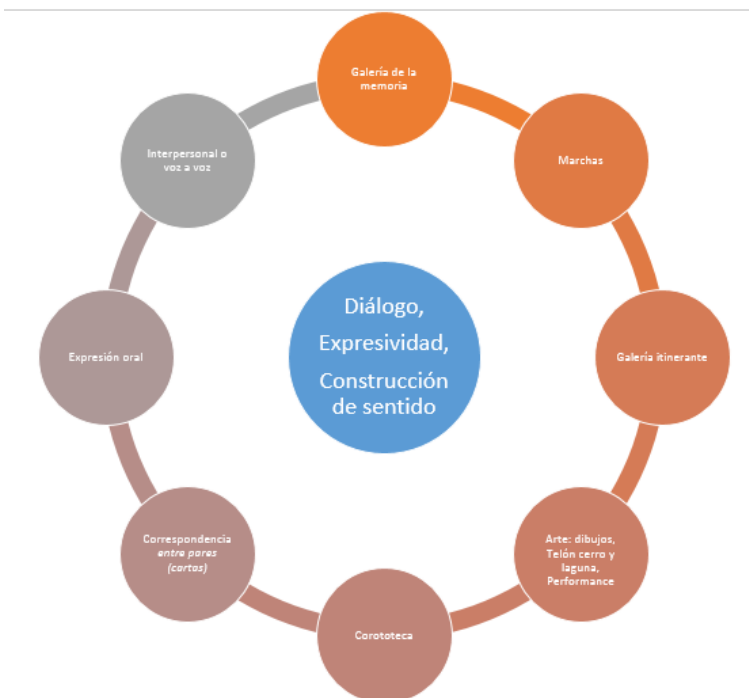 Galería de la
memoria
Marchas
Galería itinerante
Arte: dibujos,
Telón cerro y
laguna,
Performance
Corototeca
Correspondencia
entre pares
(cartas)
Expresión oral
Interpersonal o
voz a voz
Diálogo,
Expresividad,
Construcción
de sentido